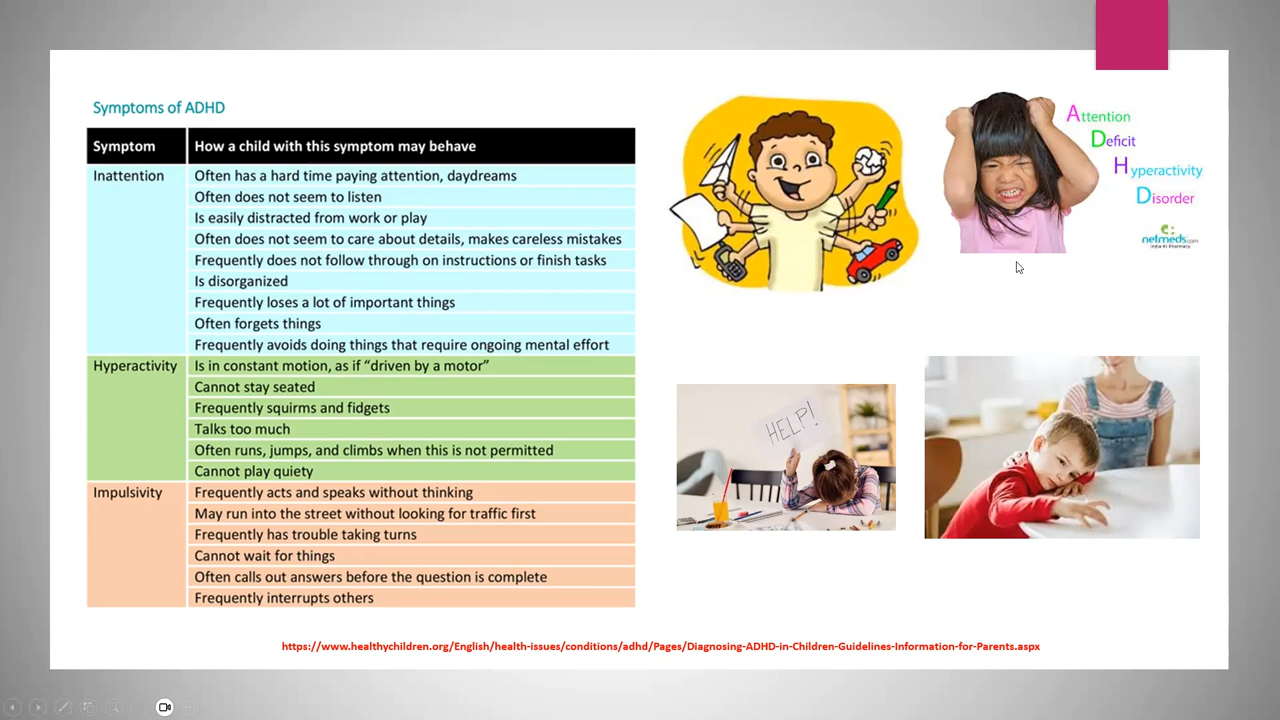 Symptoms of ADHD
Symptom How a child with this symptom may behave
Inattention Often has a hard time paying attention, daydreams
Often does not seem to listen
Is easily distracted from work or play
Often does not seem to care about details, makes careless mistakes
Frequently does not follow through on instructions or finish tasks
Is disorganized
Frequently loses a lot of important things
Often forgets things
Frequently avoids doing things that require ongoing mental effort
Hyperactivity Is in constant motion, as if “driven by a motor”
Cannot stay seated
Frequently squirms and fidgets
Talks too much
Often runs, jumps, and climbs when this is not permitted
Cannot play quiety
Impulsivity Frequently acts and speaks without thinking
May run into the street without looking for traffic first
Frequently has trouble taking turns
Cannot wait for things
Often calls out answers before the question is complete
Frequently interrupts others
Attention
Deficit
Hyperactivity
Disorder
netmeds.com
India Ki Pharmacy
HELP!
https://www.healthychildren.org/English/health-issues/conditions/adhd/Pages/Diagnosing-ADHD-in-Children-Guidelines-Information-for-Parents.aspx